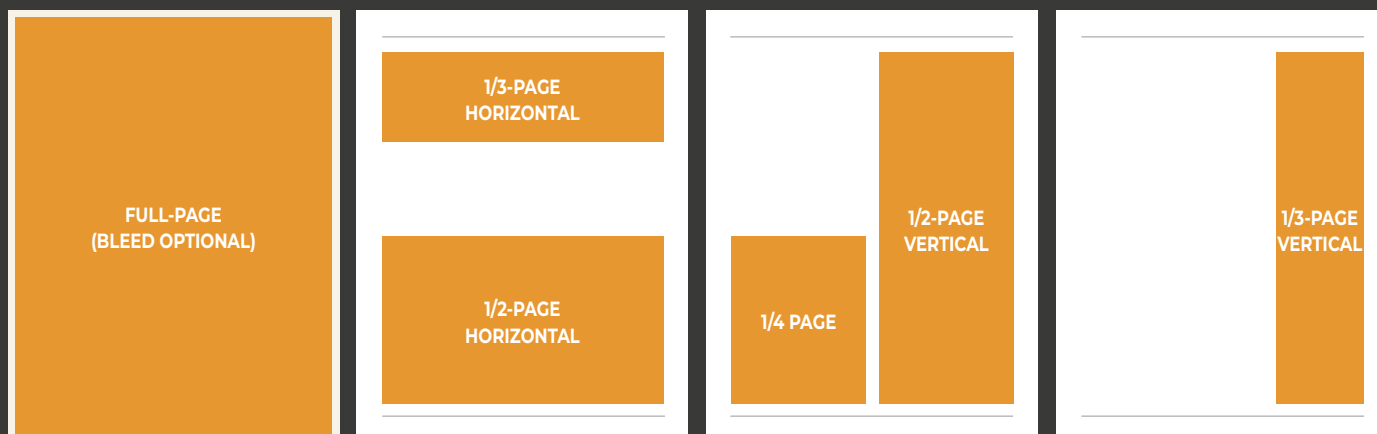 FULL-PAGE
(BLEED OPTIONAL)
1/3-PAGE
HORIZONTAL
1/2-PAGE
HORIZONTAL
1/4 PAGE
1/2-PAGE
VERTICAL
1/3-PAGE
VERTICAL